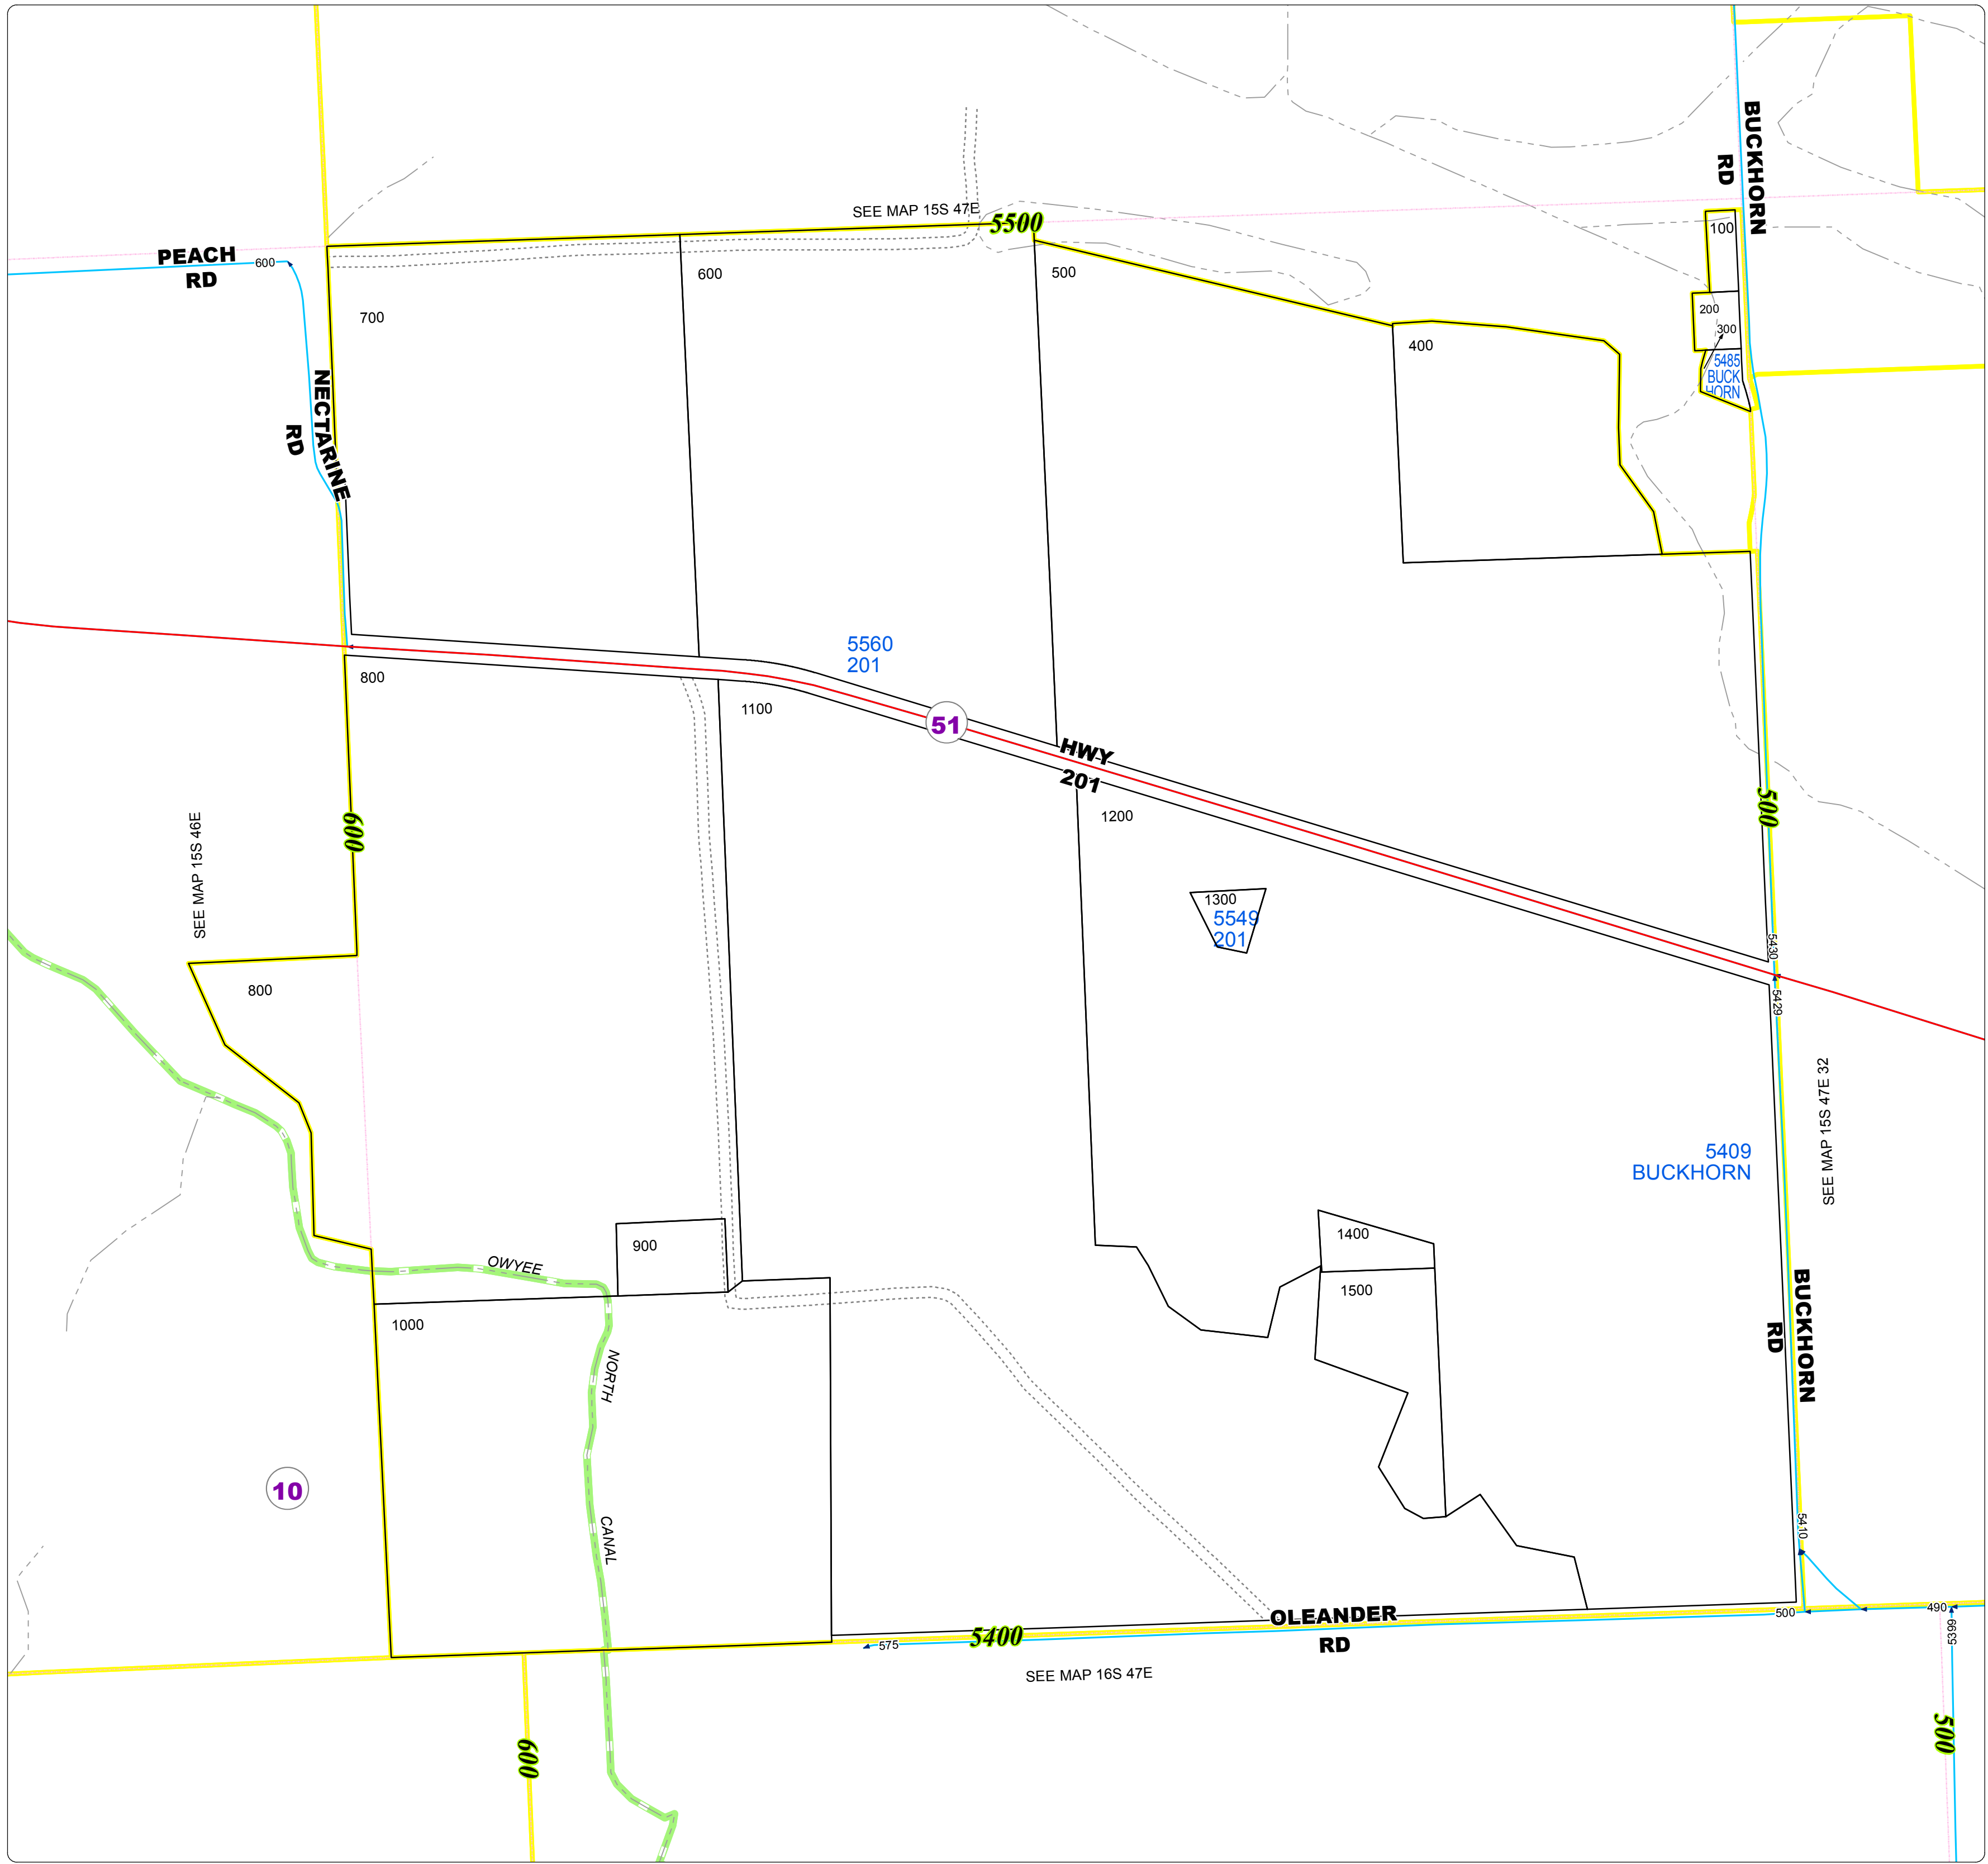 BUCKHORN
RD
SEE MAP 15S 47E
5500
100
PEACH
RD
600
600
500
200
300
700
400
5485
BUCK
HORN
NECTARINE
RD
5560
201
800
1100
51
HWY
201
1200
500
600
SEE MAP 15S 46E
1300
5549
201
5430
5429
800
SEE MAP 15S 47E 32
5409
BUCKHORN
1400
900
OWYEE
1500
1000
BUCKHORN
RD
NORTH
10
CANAL
5410
OLEANDER
RD
500
490
5399
575
5400
SEE MAP 16S 47E
600
500